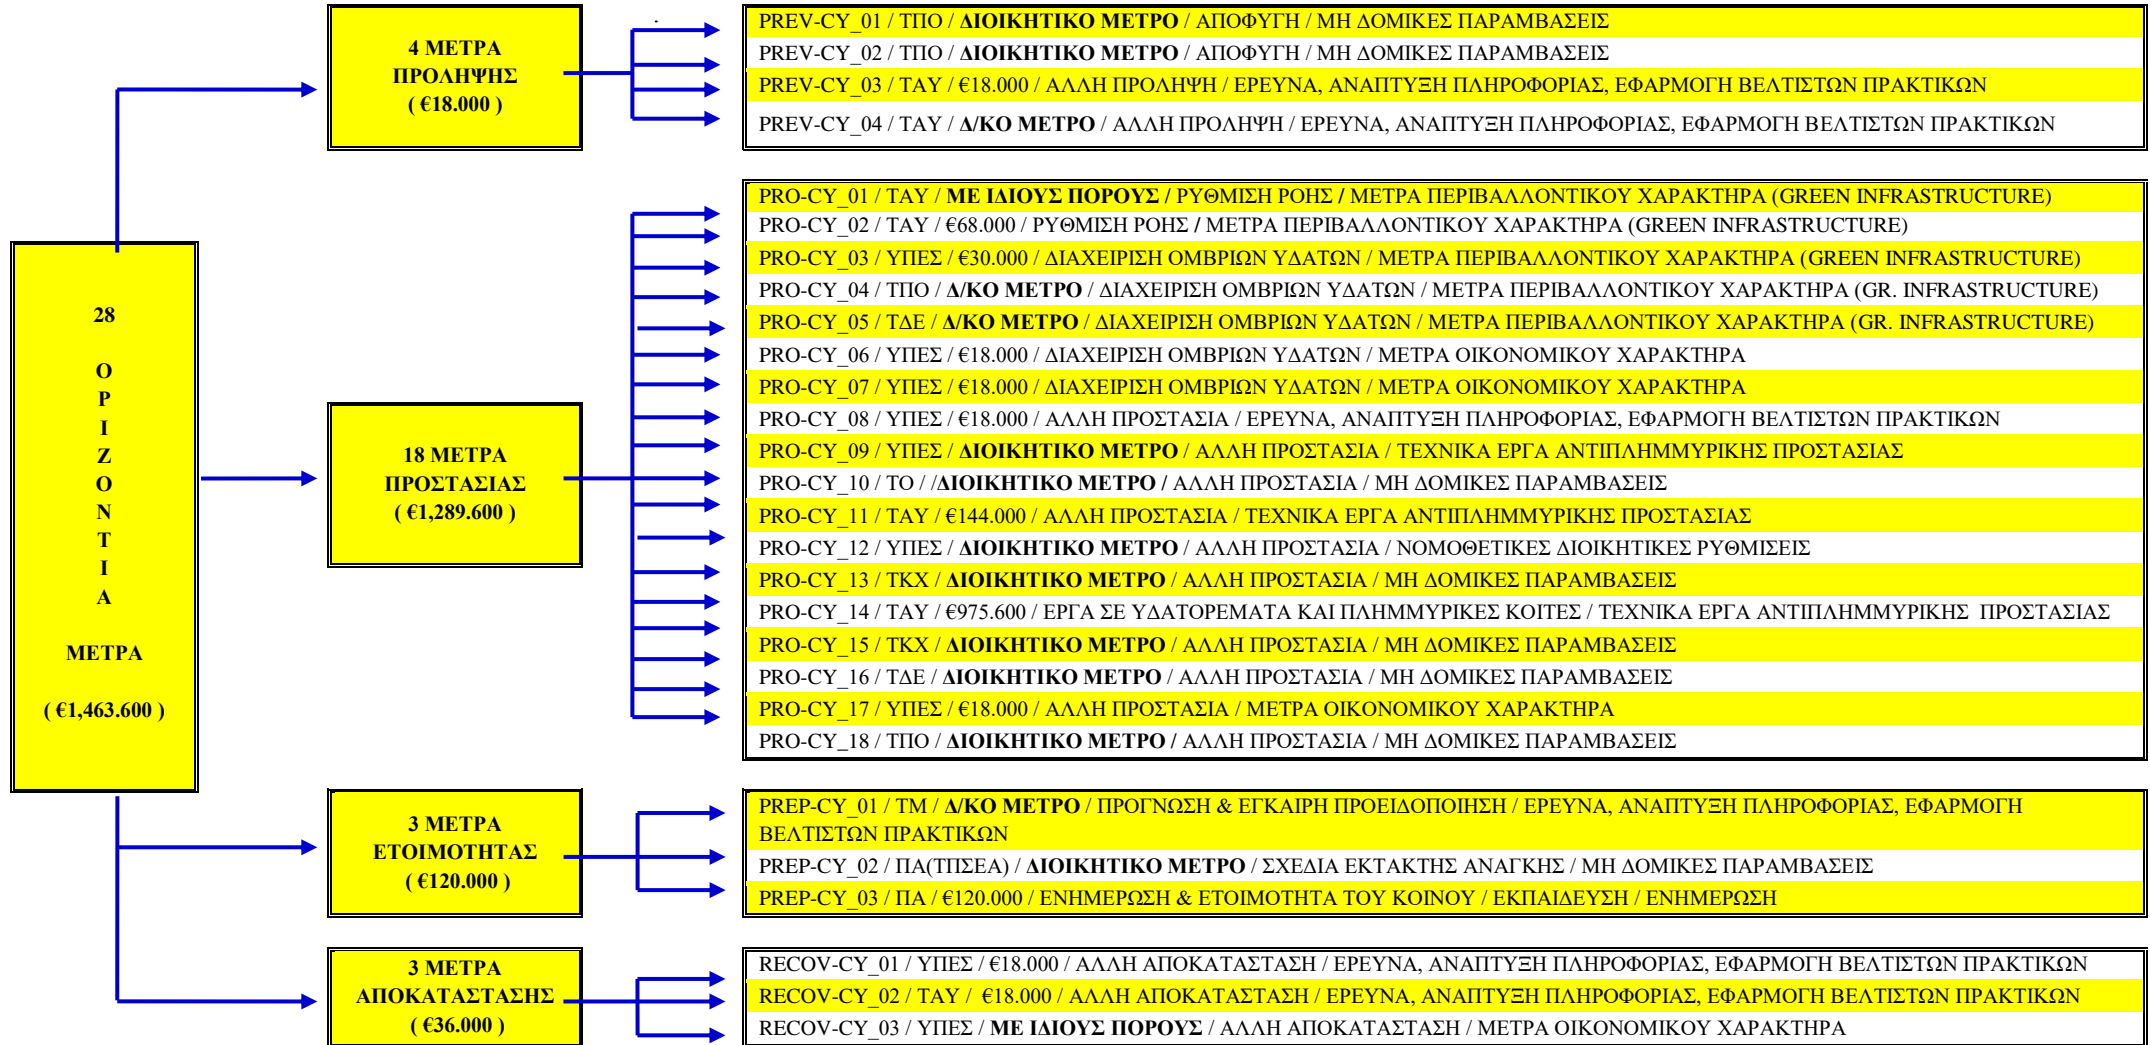 28
Ο
Ρ
Ι
Ζ
Ο
Ν
Τ
Ι
Α
ΜΕΤΡΑ
( €1,463.600 )
4 ΜΕΤΡΑ
ΠΡΟΛΗΨΗΣ
( €18.000 )
PREV-CY_01 / ΤΠΟ / ΔΙΟΙΚΗΤΙΚΟ ΜΕΤΡΟ / ΑΠΟΦΥΓΗ / ΜΗ ΔΟΜΙΚΕΣ ΠΑΡΑΜΒΑΣΕΙΣ
PREV-CY_02 / ΤΠΟ / ΔΙΟΙΚΗΤΙΚΟ ΜΕΤΡΟ / ΑΠΟΦΥΓΗ / ΜΗ ΔΟΜΙΚΕΣ ΠΑΡΑΜΒΑΣΕΙΣ
PREV-CY_03 / ΤΑΥ / €18.000 / ΑΛΛΗ ΠΡΟΛΗΨΗ / ΕΡΕΥΝΑ, ΑΝΑΠΤΥΞΗ ΠΛΗΡΟΦΟΡΙΑΣ, ΕΦΑΡΜΟΓΗ ΒΕΛΤΙΣΤΩΝ ΠΡΑΚΤΙΚΩΝ
PREV-CY_04 / ΤΑΥ / Δ/ΚΟ ΜΕΤΡΟ / ΑΛΛΗ ΠΡΟΛΗΨΗ / ΕΡΕΥΝΑ, ΑΝΑΠΤΥΞΗ ΠΛΗΡΟΦΟΡΙΑΣ, ΕΦΑΡΜΟΓΗ ΒΕΛΤΙΣΤΩΝ ΠΡΑΚΤΙΚΩΝ
18 ΜΕΤΡΑ
ΠΡΟΣΤΑΣΙΑΣ
( €1,289.600 )
PRO-CY_01 / ΤΑΥ / ΜΕ ΙΔΙΟΥΣ ΠΟΡΟΥΣ / ΡΥΘΜΙΣΗ ΡΟΗΣ / ΜΕΤΡΑ ΠΕΡΙΒΑΛΛΟΝΤΙΚΟΥ ΧΑΡΑΚΤΗΡΑ (GREEN INFRASTRUCTURE)
PRO-CY_02 / ΤΑΥ / €68.000 / ΡΥΘΜΙΣΗ ΡΟΗΣ / ΜΕΤΡΑ ΠΕΡΙΒΑΛΛΟΝΤΙΚΟΥ ΧΑΡΑΚΤΗΡΑ (GREEN INFRASTRUCTURE)
PRO-CY_03 / ΥΠΕΣ / €30.000 / ΔΙΑΧΕΙΡΙΣΗ ΟΜΒΡΙΩΝ ΥΔΑΤΩΝ / ΜΕΤΡΑ ΠΕΡΙΒΑΛΛΟΝΤΙΚΟΥ ΧΑΡΑΚΤΗΡΑ (GREEN INFRASTRUCTURE)
PRO-CY_04 / ΤΠΟ / Δ/ΚΟ ΜΕΤΡΟ / ΔΙΑΧΕΙΡΙΣΗ ΟΜΒΡΙΩΝ ΥΔΑΤΩΝ / ΜΕΤΡΑ ΠΕΡΙΒΑΛΛΟΝΤΙΚΟΥ ΧΑΡΑΚΤΗΡΑ (GR. INFRASTRUCTURE)
PRO-CY_05 / ΤΔΕ / Δ/ΚΟ ΜΕΤΡΟ / ΔΙΑΧΕΙΡΙΣΗ ΟΜΒΡΙΩΝ ΥΔΑΤΩΝ / ΜΕΤΡΑ ΠΕΡΙΒΑΛΛΟΝΤΙΚΟΥ ΧΑΡΑΚΤΗΡΑ (GR. INFRASTRUCTURE)
PRO-CY_06 / ΥΠΕΣ / €18.000 / ΔΙΑΧΕΙΡΙΣΗ ΟΜΒΡΙΩΝ ΥΔΑΤΩΝ / ΜΕΤΡΑ ΟΙΚΟΝΟΜΙΚΟΥ ΧΑΡΑΚΤΗΡΑ
PRO-CY_07 / ΥΠΕΣ / €18.000 / ΔΙΑΧΕΙΡΙΣΗ ΟΜΒΡΙΩΝ ΥΔΑΤΩΝ / ΜΕΤΡΑ ΟΙΚΟΝΟΜΙΚΟΥ ΧΑΡΑΚΤΗΡΑ
PRO-CY_08 / ΥΠΕΣ / €18.000 / ΑΛΛΗ ΠΡΟΣΤΑΣΙΑ / ΕΡΕΥΝΑ, ΑΝΑΠΤΥΞΗ ΠΛΗΡΟΦΟΡΙΑΣ, ΕΦΑΡΜΟΓΗ ΒΕΛΤΙΣΤΩΝ ΠΡΑΚΤΙΚΩΝ
PRO-CY_09 / ΥΠΕΣ / ΔΙΟΙΚΗΤΙΚΟ ΜΕΤΡΟ / ΑΛΛΗ ΠΡΟΣΤΑΣΙΑ / ΤΕΧΝΙΚΑ ΕΡΓΑ ΑΝΤΙΠΛΗΜΜΥΡΙΚΗΣ ΠΡΟΣΤΑΣΙΑΣ
PRO-CY_10 / ΤΟ / /ΔΙΟΙΚΗΤΙΚΟ ΜΕΤΡΟ / ΑΛΛΗ ΠΡΟΣΤΑΣΙΑ / ΜΗ ΔΟΜΙΚΕΣ ΠΑΡΑΜΒΑΣΕΙΣ
PRO-CY_11 / ΤΑΥ / €144.000 / ΑΛΛΗ ΠΡΟΣΤΑΣΙΑ / ΤΕΧΝΙΚΑ ΕΡΓΑ ΑΝΤΙΠΛΗΜΜΥΡΙΚΗΣ ΠΡΟΣΤΑΣΙΑΣ
PRO-CY_12 / ΥΠΕΣ / ΔΙΟΙΚΗΤΙΚΟ ΜΕΤΡΟ / ΑΛΛΗ ΠΡΟΣΤΑΣΙΑ / ΝΟΜΟΘΕΤΙΚΕΣ ΔΙΟΙΚΗΤΙΚΕΣ ΡΥΘΜΙΣΕΙΣ
PRO-CY_13 / ΤΚΧ / ΔΙΟΙΚΗΤΙΚΟ ΜΕΤΡΟ / ΑΛΛΗ ΠΡΟΣΤΑΣΙΑ / ΜΗ ΔΟΜΙΚΕΣ ΠΑΡΑΜΒΑΣΕΙΣ
PRO-CY_14 / ΤΑΥ / €975.600 / ΕΡΓΑ ΣΕ ΥΔΑΤΟΡΕΜΑΤΑ ΚΑΙ ΠΛΗΜΜΥΡΙΚΕΣ ΚΟΙΤΕΣ / ΤΕΧΝΙΚΑ ΕΡΓΑ ΑΝΤΙΠΛΗΜΜΥΡΙΚΗΣ ΠΡΟΣΤΑΣΙΑΣ
PRO-CY_15 / ΤΚΧ / ΔΙΟΙΚΗΤΙΚΟ ΜΕΤΡΟ / ΑΛΛΗ ΠΡΟΣΤΑΣΙΑ / ΜΗ ΔΟΜΙΚΕΣ ΠΑΡΑΜΒΑΣΕΙΣ
PRO-CY_16 / ΤΔΕ / ΔΙΟΙΚΗΤΙΚΟ ΜΕΤΡΟ / ΑΛΛΗ ΠΡΟΣΤΑΣΙΑ / ΜΗ ΔΟΜΙΚΕΣ ΠΑΡΑΜΒΑΣΕΙΣ
PRO-CY_17 / ΥΠΕΣ / €18.000 / ΑΛΛΗ ΠΡΟΣΤΑΣΙΑ / ΜΕΤΡΑ ΟΙΚΟΝΟΜΙΚΟΥ ΧΑΡΑΚΤΗΡΑ
PRO-CY_18 / ΤΠΟ / ΔΙΟΙΚΗΤΙΚΟ ΜΕΤΡΟ / ΑΛΛΗ ΠΡΟΣΤΑΣΙΑ / ΜΗ ΔΟΜΙΚΕΣ ΠΑΡΑΜΒΑΣΕΙΣ
3 ΜΕΤΡΑ
ΕΤΟΙΜΟΤΗΤΑΣ
( €120.000 )
PREP-CY_01 / ΤΜ / Δ/ΚΟ ΜΕΤΡΟ / ΠΡΟΓΝΩΣΗ & ΕΓΚΑΙΡΗ ΠΡΟΕΙΔΟΠΟΙΗΣΗ / ΕΡΕΥΝΑ, ΑΝΑΠΤΥΞΗ ΠΛΗΡΟΦΟΡΙΑΣ, ΕΦΑΡΜΟΓΗ
ΒΕΛΤΙΣΤΩΝ ΠΡΑΚΤΙΚΩΝ
PREP-CY_02 / ΠΑ(ΤΠΣΕΑ) / ΔΙΟΙΚΗΤΙΚΟ ΜΕΤΡΟ / ΣΧΕΔΙΑ ΕΚΤΑΚΤΗΣ ΑΝΑΓΚΗΣ / ΜΗ ΔΟΜΙΚΕΣ ΠΑΡΑΜΒΑΣΕΙΣ
PREP-CY_03 / ΠΑ / €120.000 / ΕΝΗΜΕΡΩΣΗ & ΕΤΟΙΜΟΤΗΤΑ ΤΟΥ ΚΟΙΝΟΥ / ΕΚΠΑΙΔΕΥΣΗ / ΕΝΗΜΕΡΩΣΗ
3 ΜΕΤΡΑ
ΑΠΟΚΑΤΑΣΤΑΣΗΣ
( €36.000 )
RECOV-CY_01 / ΥΠΕΣ / €18.000 / ΑΛΛΗ ΑΠΟΚΑΤΑΣΤΑΣΗ / ΕΡΕΥΝΑ, ΑΝΑΠΤΥΞΗ ΠΛΗΡΟΦΟΡΙΑΣ, ΕΦΑΡΜΟΓΗ ΒΕΛΤΙΣΤΩΝ ΠΡΑΚΤΙΚΩΝ
RECOV-CY_02 / ΤΑΥ / €18.000 / ΑΛΛΗ ΑΠΟΚΑΤΑΣΤΑΣΗ / ΕΡΕΥΝΑ, ΑΝΑΠΤΥΞΗ ΠΛΗΡΟΦΟΡΙΑΣ, ΕΦΑΡΜΟΓΗ ΒΕΛΤΙΣΤΩΝ ΠΡΑΚΤΙΚΩΝ
RECOV-CY_03 / ΥΠΕΣ / ΜΕ ΙΔΙΟΥΣ ΠΟΡΟΥΣ / ΑΛΛΗ ΑΠΟΚΑΤΑΣΤΑΣΗ / ΜΕΤΡΑ ΟΙΚΟΝΟΜΙΚΟΥ ΧΑΡΑΚΤΗΡΑ